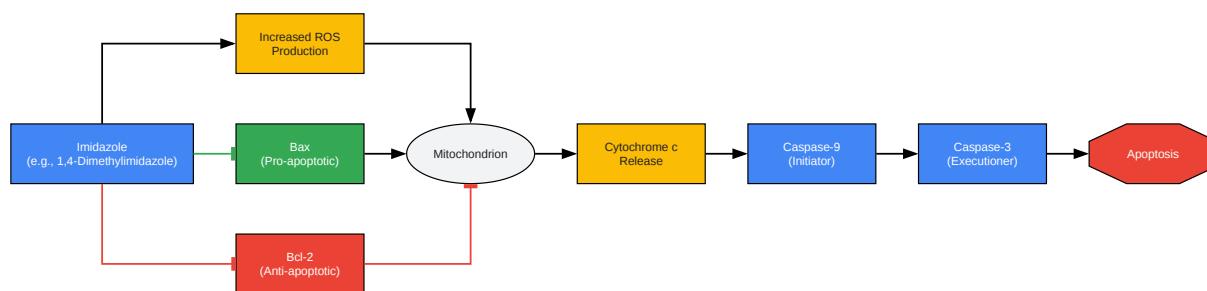 Increased ROS
Production
Imidazole
(e.g., 1,4-Dimethylimidazole)
Bax
(Pro-apoptotic)
Mitochondrion
Cytochrome c
Release
Caspase-9
(Initiator)
Caspase-3
(Executioner)
Apoptosis
Bcl-2
(Anti-apoptotic)